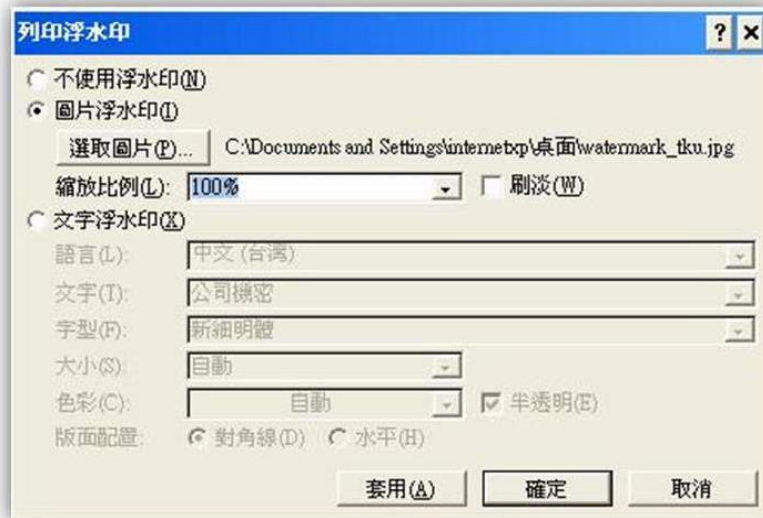 列印浮水印
不使用浮水印(N)
圖片浮水印(I)
選取圖片(P)... C:\Documents and Settings\internetxp\桌面\watermark_tku.jpg
縮放比例(L): 100% 刷淡(W)
文字浮水印(X)
語言(L): 中文 (台灣)
文字(T): 公司機密
字型(F): 新細明體
大小(S): 自動
色彩(C): 自動 半透明(E)
版面配置: 對角線(D) 水平(H)
套用(A) 確定 取消